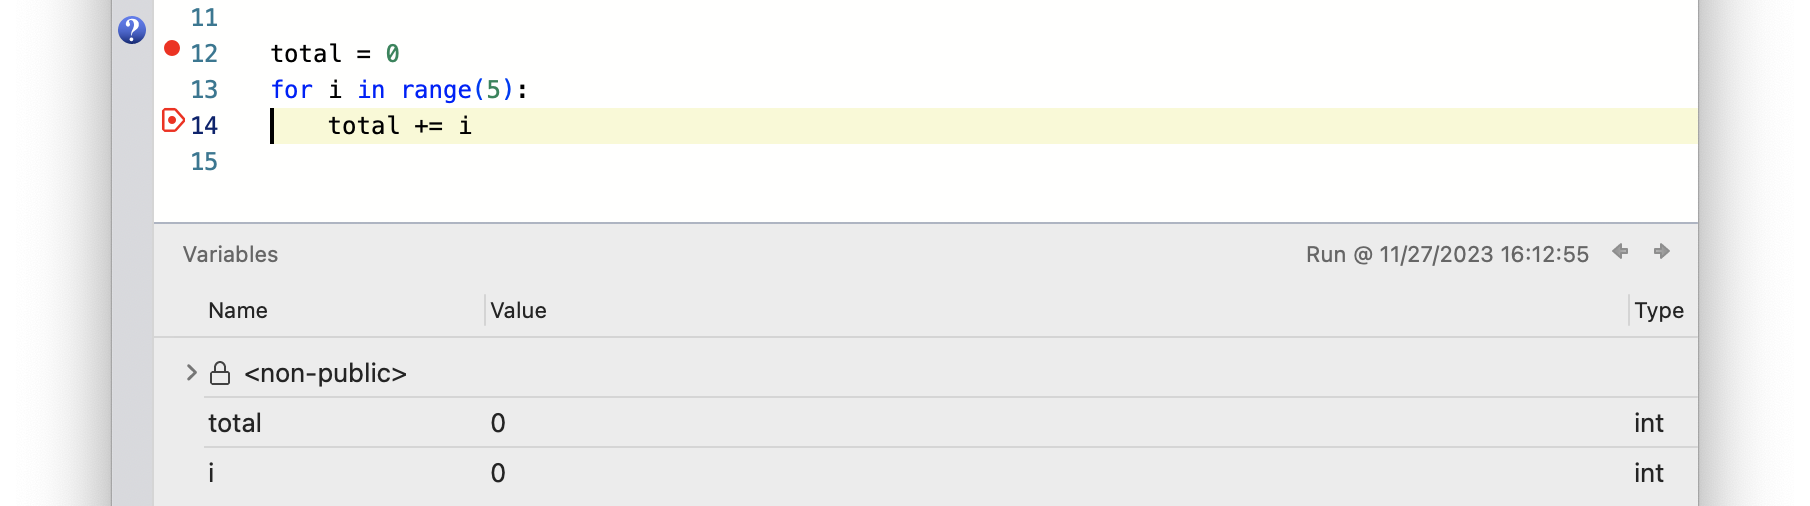 ?
11
12 total = 0
13 for i in range(5):
14     total += i
15
Variables Run @ 11/27/2023 16:12:55
Name Value Type
<non-public>
total 0 int
i 0 int